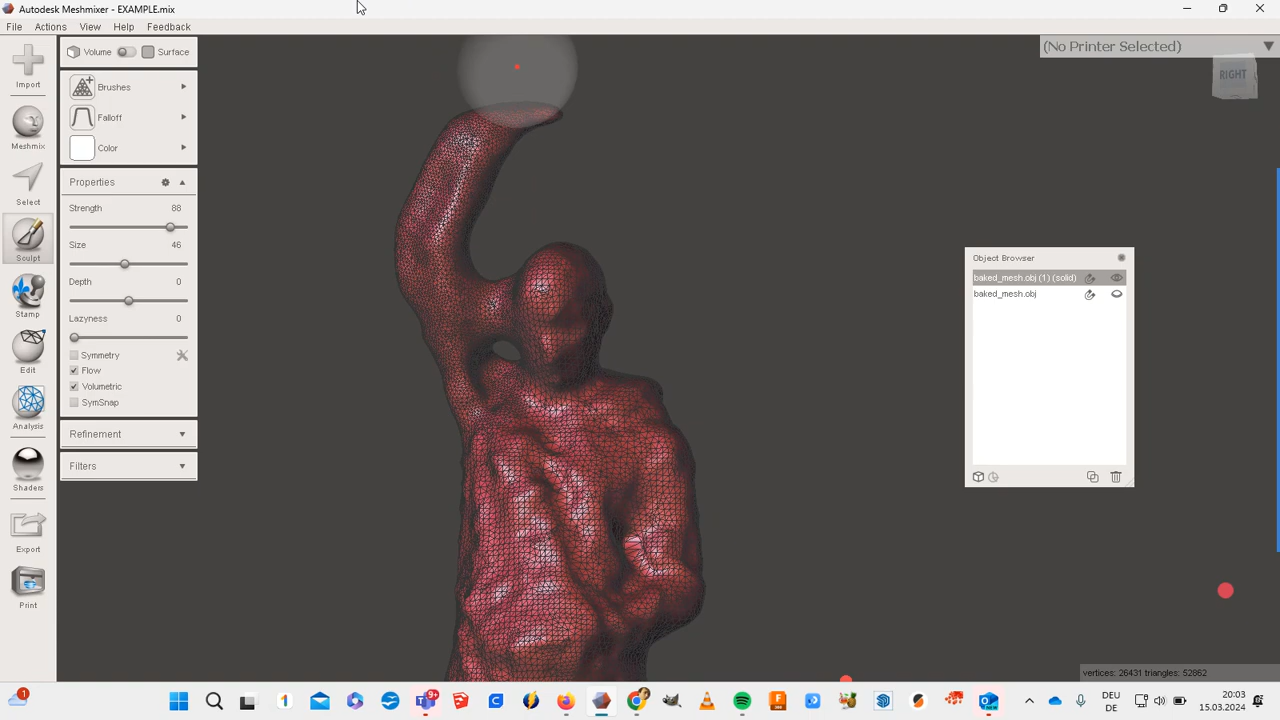 Autodesk Meshmixer - EXAMPLE.mix
File Actions View Help Feedback
(No Printer Selected)
RIGHT
Import
Meshmix
Select
Sculpt
Stamp
Edit
Analysis
Shaders
Export
Print
Volume Surface
Brushes
Falloff
Color
Properties
Strength 88
Size 46
Depth 0
Lazyness 0
Symmetry
Flow
Volumetric
SymSnap
Refinement
Filters
Object Browser
baked_mesh.obj (1) (solid)
baked_mesh.obj
vertices: 26431 triangles: 52862
1
9+
DEU
DE
20:03
15.03.2024